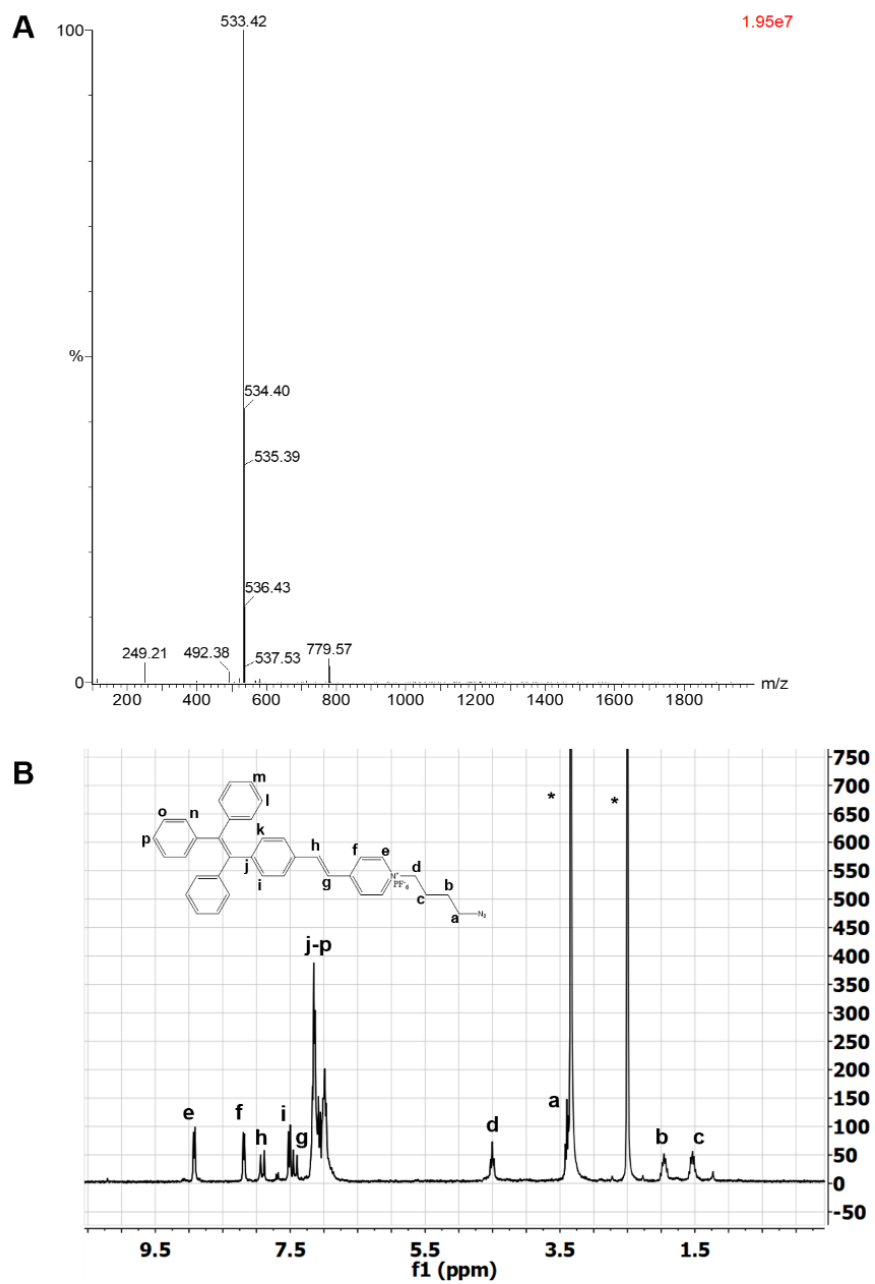 A
100
533.42
1.95e7
534.40
535.39
%
536.43
249.21
492.38
537.53
779.57
0
m/z
200 400 600 800 1000 1200 1400 1600 1800
B
m
l
o
n
p
k
h
f
e
j
i
g
N⁺
PF₆
d
c
b
a
N₃
* *
j-p
e
f
h
i
g
d
a
b
c
750
700
650
600
550
500
450
400
350
300
250
200
150
100
50
0
-50
9.5 7.5 5.5 3.5 1.5
f1 (ppm)